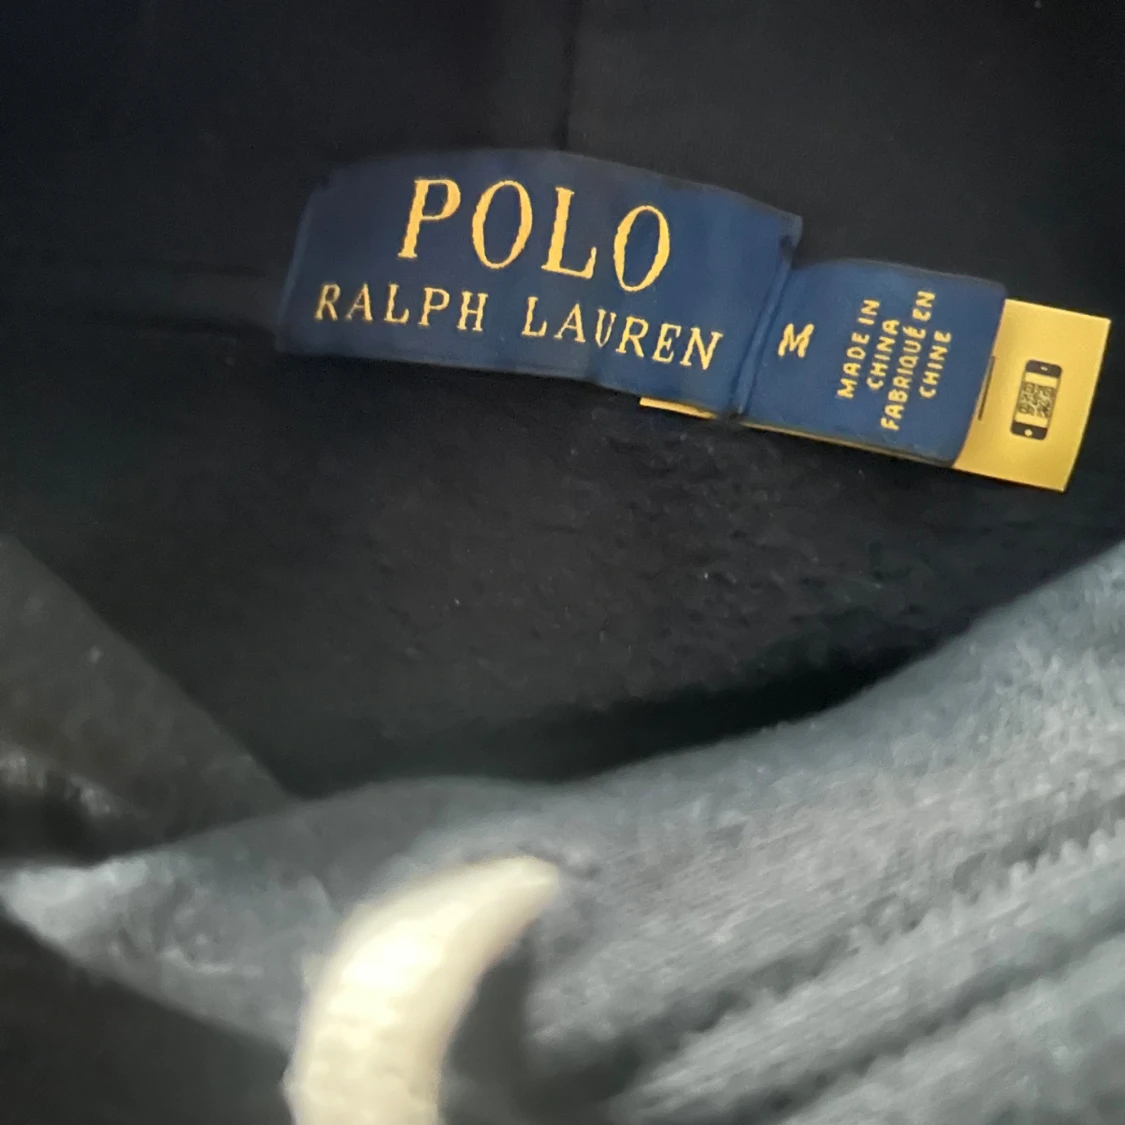 POLO
RALPH LAUREN
M
MADE IN
CHINA
FABRIQUÉ EN
CHINE